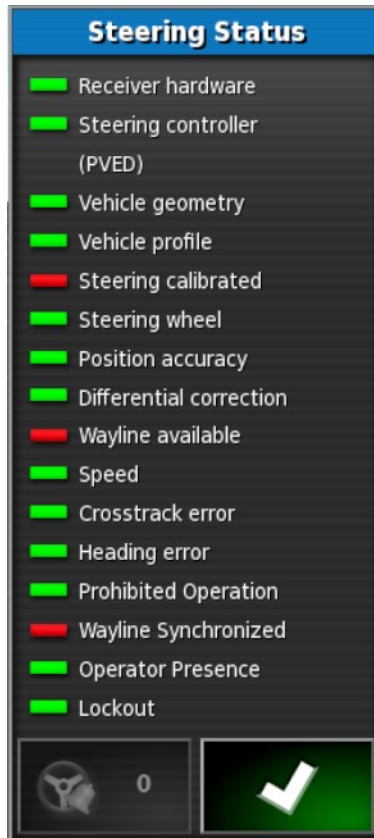 Steering Status
Receiver hardware
Steering controller
(PVED)
Vehicle geometry
Vehicle profile
Steering calibrated
Steering wheel
Position accuracy
Differential correction
Wayline available
Speed
Crosstrack error
Heading error
Prohibited Operation
Wayline Synchronized
Operator Presence
Lockout
0